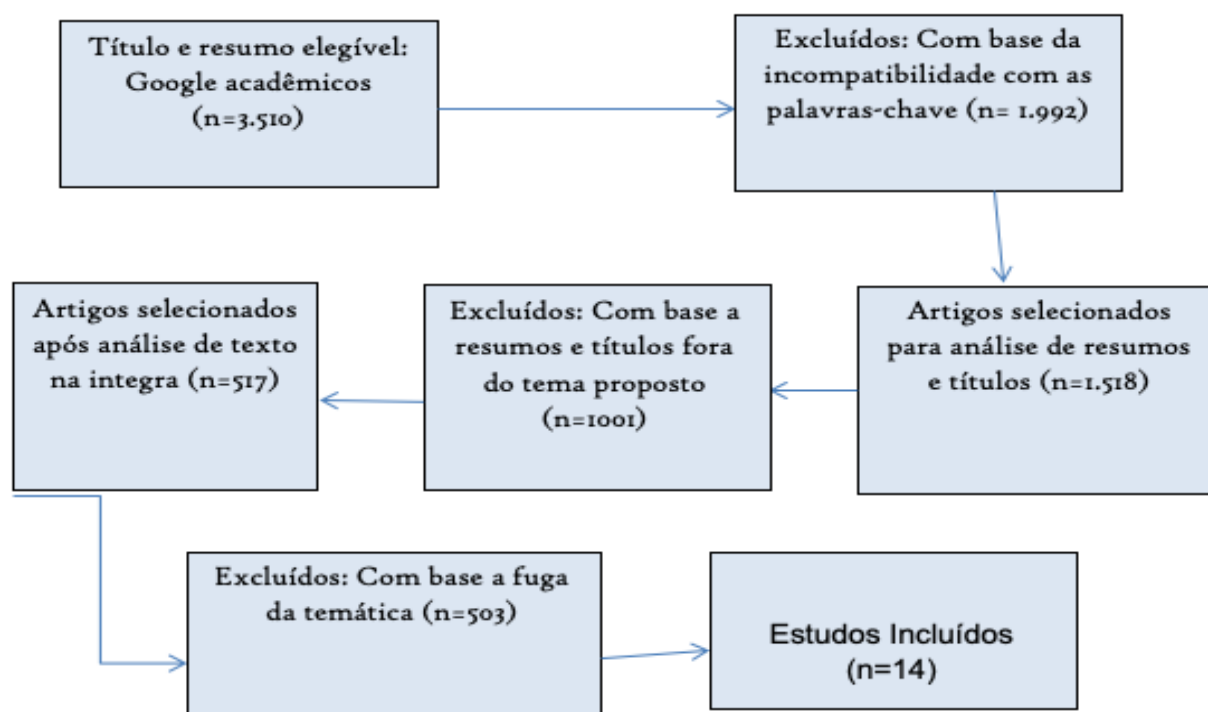 Título e resumo elegível:
Google acadêmicos
(n=3.510)
Excluídos: Com base da
incompatibilidade com as
palavras-chave (n= 1.992)
Artigos selecionados
para análise de resumos
e títulos (n=1.518)
Excluídos: Com base a
resumos e títulos fora
do tema proposto
(n=1001)
Artigos selecionados
após análise de texto
na integra (n=517)
Excluídos: Com base a fuga
da temática (n=503)
Estudos Incluídos
(n=14)